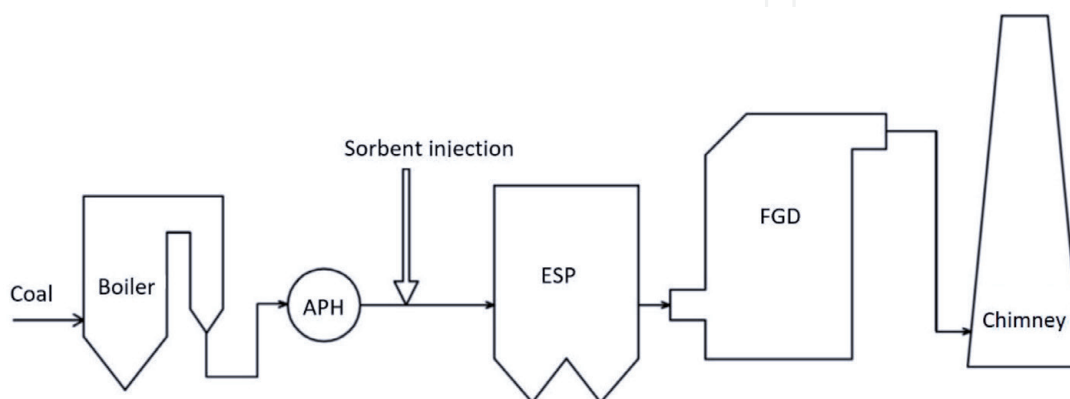 Sorbent injection
Coal
Boiler
APH
ESP
FGD
Chimney